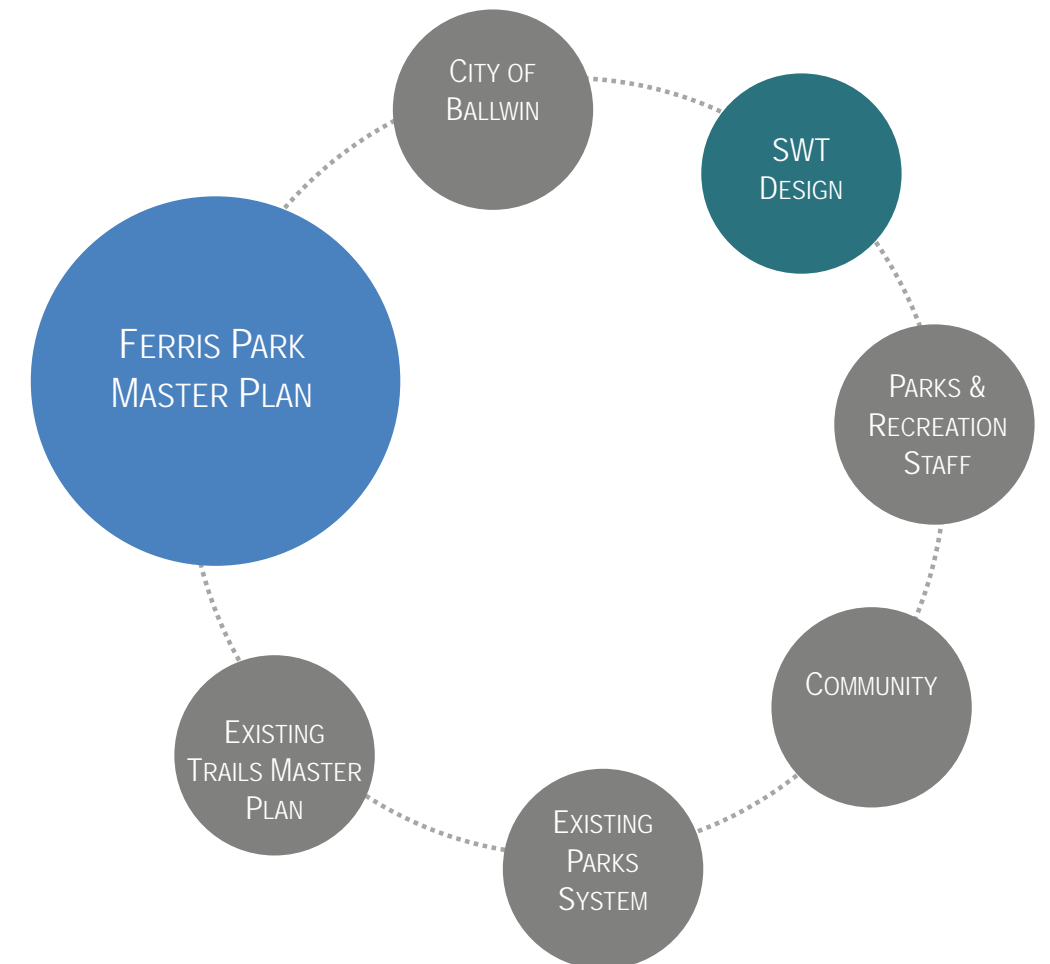 City of
Ballwin
SWT
Design
Ferris Park
Master Plan
Parks &
Recreation
Staff
Community
Existing
Trails Master
Plan
Existing
Parks
System